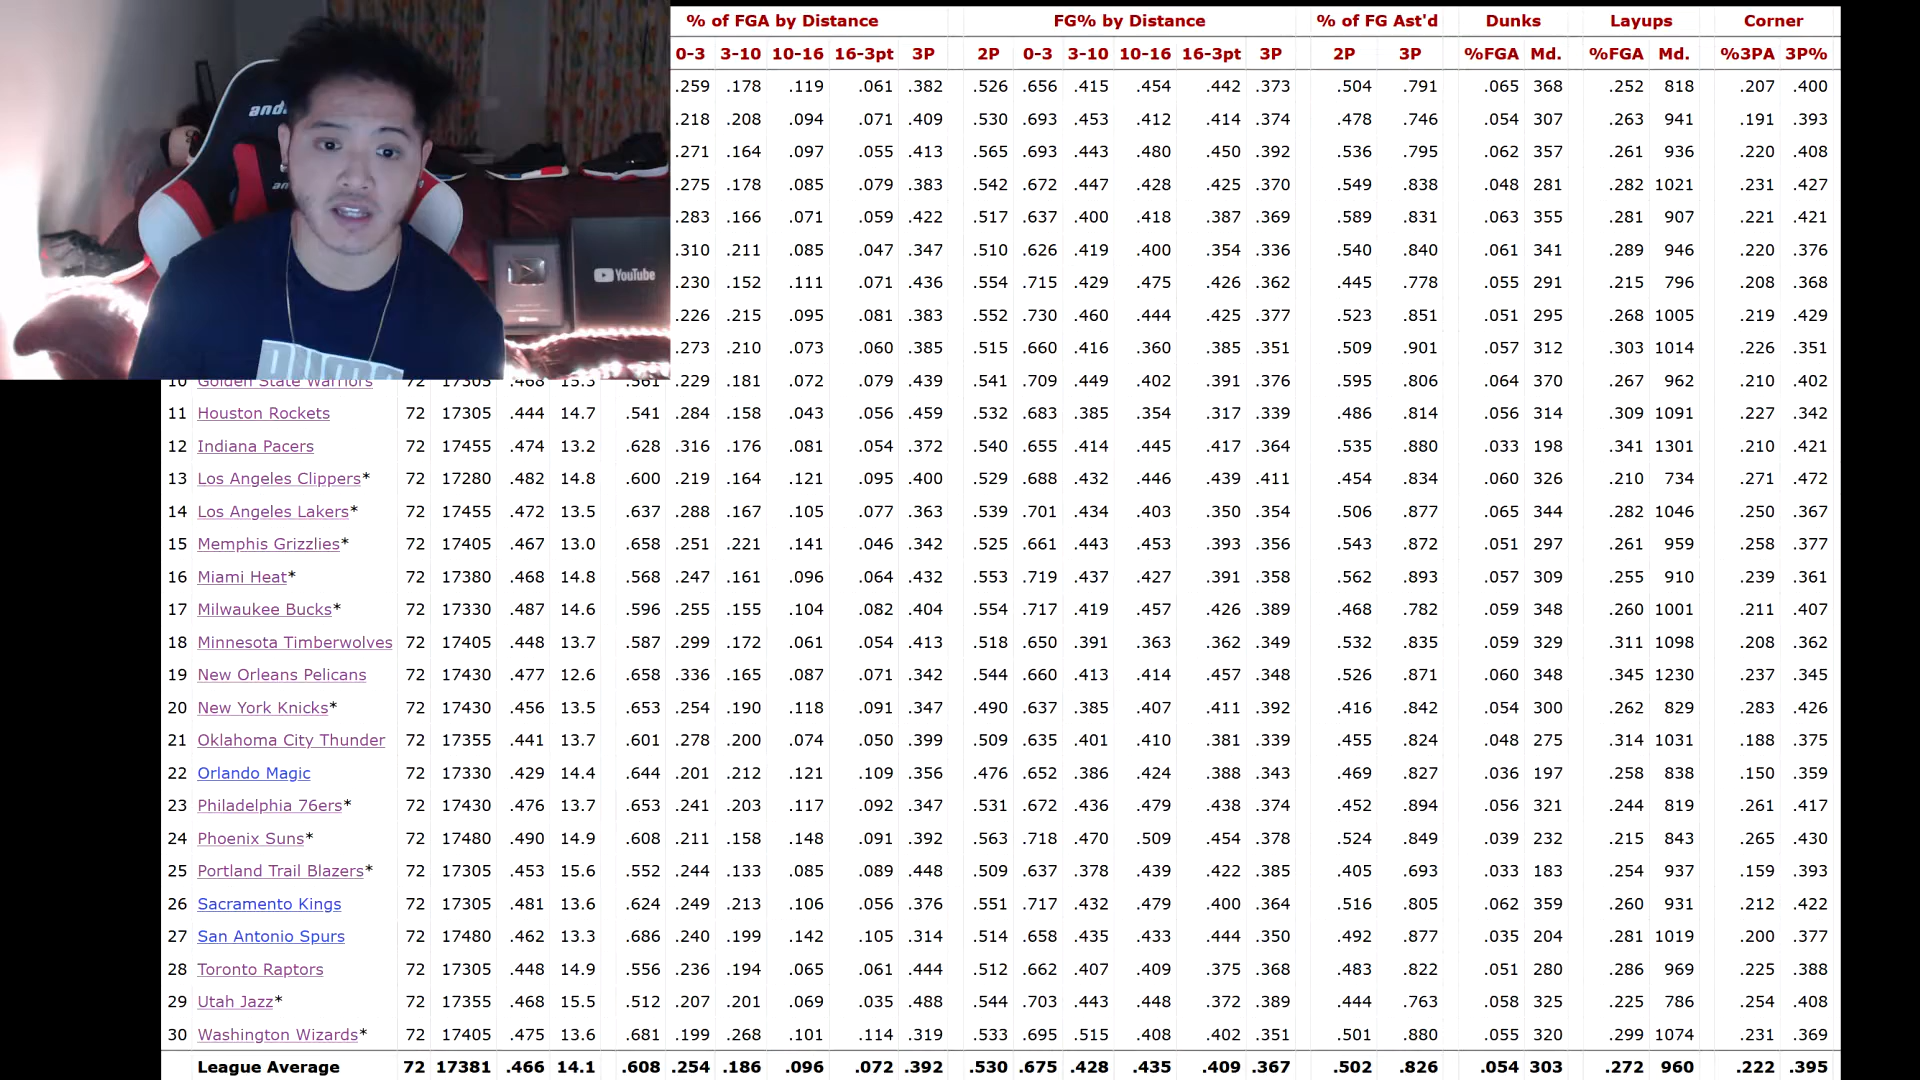 % of FGA by Distance FG% by Distance % of FG Ast'd Dunks Layups Corner
0-3 3-10 10-16 16-3pt 3P 2P 0-3 3-10 10-16 16-3pt 3P 2P 3P %FGA Md. %FGA Md. %3PA 3P%
.259 .178 .119 .061 .382 .526 .656 .415 .454 .442 .373 .504 .791 .065 368 .252 818 .207 .400
.218 .208 .094 .071 .409 .530 .693 .453 .412 .414 .374 .478 .746 .054 307 .263 941 .191 .393
.271 .164 .097 .055 .413 .565 .693 .443 .480 .450 .392 .536 .795 .062 357 .261 936 .220 .408
.275 .178 .085 .079 .383 .542 .672 .447 .428 .425 .370 .549 .838 .048 281 .282 1021 .231 .427
.283 .166 .071 .059 .422 .517 .637 .400 .418 .387 .369 .589 .831 .063 355 .281 907 .221 .421
.310 .211 .085 .047 .347 .510 .626 .419 .400 .354 .336 .540 .840 .061 341 .289 946 .220 .376
.230 .152 .111 .071 .436 .554 .715 .429 .475 .426 .362 .445 .778 .055 291 .215 796 .208 .368
.226 .215 .095 .081 .383 .552 .730 .460 .444 .425 .377 .523 .851 .051 295 .268 1005 .219 .429
.273 .210 .073 .060 .385 .515 .660 .416 .360 .385 .351 .509 .901 .057 312 .303 1014 .226 .351
10 Golden State Warriors 72 17305 .468 15.3 .561 .229 .181 .072 .079 .439 .541 .709 .449 .402 .391 .376 .595 .806 .064 370 .267 962 .210 .402
11 Houston Rockets 72 17305 .444 14.7 .541 .284 .158 .043 .056 .459 .532 .683 .385 .354 .317 .339 .486 .814 .056 314 .309 1091 .227 .342
12 Indiana Pacers 72 17455 .474 13.2 .628 .316 .176 .081 .054 .372 .540 .655 .414 .445 .417 .364 .535 .880 .033 198 .341 1301 .210 .421
13 Los Angeles Clippers* 72 17280 .482 14.8 .600 .219 .164 .121 .095 .400 .529 .688 .432 .446 .439 .411 .454 .834 .060 326 .210 734 .271 .472
14 Los Angeles Lakers* 72 17455 .472 13.5 .637 .288 .167 .105 .077 .363 .539 .701 .434 .403 .350 .354 .506 .877 .065 344 .282 1046 .250 .367
15 Memphis Grizzlies* 72 17405 .467 13.0 .658 .251 .221 .141 .046 .342 .525 .661 .443 .453 .393 .356 .543 .872 .051 297 .261 959 .258 .377
16 Miami Heat* 72 17380 .468 14.8 .568 .247 .161 .096 .064 .432 .553 .719 .437 .427 .391 .358 .562 .893 .057 309 .255 910 .239 .361
17 Milwaukee Bucks* 72 17330 .487 14.6 .596 .255 .155 .104 .082 .404 .554 .717 .419 .457 .426 .389 .468 .782 .059 348 .260 1001 .211 .407
18 Minnesota Timberwolves 72 17405 .448 13.7 .587 .299 .172 .061 .054 .413 .518 .650 .391 .363 .362 .349 .532 .835 .059 329 .311 1098 .208 .362
19 New Orleans Pelicans 72 17430 .477 12.6 .658 .336 .165 .087 .071 .342 .544 .660 .413 .414 .457 .348 .526 .871 .060 348 .345 1230 .237 .345
20 New York Knicks* 72 17430 .456 13.5 .653 .254 .190 .118 .091 .347 .490 .637 .385 .407 .411 .392 .416 .842 .054 300 .262 829 .283 .426
21 Oklahoma City Thunder 72 17355 .441 13.7 .601 .278 .200 .074 .050 .399 .509 .635 .401 .410 .381 .339 .455 .824 .048 275 .314 1031 .188 .375
22 Orlando Magic 72 17330 .429 14.4 .644 .201 .212 .121 .109 .356 .476 .652 .386 .424 .388 .343 .469 .827 .036 197 .258 838 .150 .359
23 Philadelphia 76ers* 72 17430 .476 13.7 .653 .241 .203 .117 .092 .347 .531 .672 .436 .479 .438 .374 .452 .894 .056 321 .244 819 .261 .417
24 Phoenix Suns* 72 17480 .490 14.9 .608 .211 .158 .148 .091 .392 .563 .718 .470 .509 .454 .378 .524 .849 .039 232 .215 843 .265 .430
25 Portland Trail Blazers* 72 17305 .453 15.6 .552 .244 .133 .085 .089 .448 .509 .637 .378 .439 .422 .385 .405 .693 .033 183 .254 937 .159 .393
26 Sacramento Kings 72 17305 .481 13.6 .624 .249 .213 .106 .056 .376 .551 .717 .432 .479 .400 .364 .516 .805 .062 359 .260 931 .212 .422
27 San Antonio Spurs 72 17480 .462 13.3 .686 .240 .199 .142 .105 .314 .514 .658 .435 .433 .444 .350 .492 .877 .035 204 .281 1019 .200 .377
28 Toronto Raptors 72 17305 .448 14.9 .556 .236 .194 .065 .061 .444 .512 .662 .407 .409 .375 .368 .483 .822 .051 280 .286 969 .225 .388
29 Utah Jazz* 72 17355 .468 15.5 .512 .207 .201 .069 .035 .488 .544 .703 .443 .448 .372 .389 .444 .763 .058 325 .225 786 .254 .408
30 Washington Wizards* 72 17405 .475 13.6 .681 .199 .268 .101 .114 .319 .533 .695 .515 .408 .402 .351 .501 .880 .055 320 .299 1074 .231 .369
League Average 72 17381 .466 14.1 .608 .254 .186 .096 .072 .392 .530 .675 .428 .435 .409 .367 .502 .826 .054 303 .272 960 .222 .395
YouTube